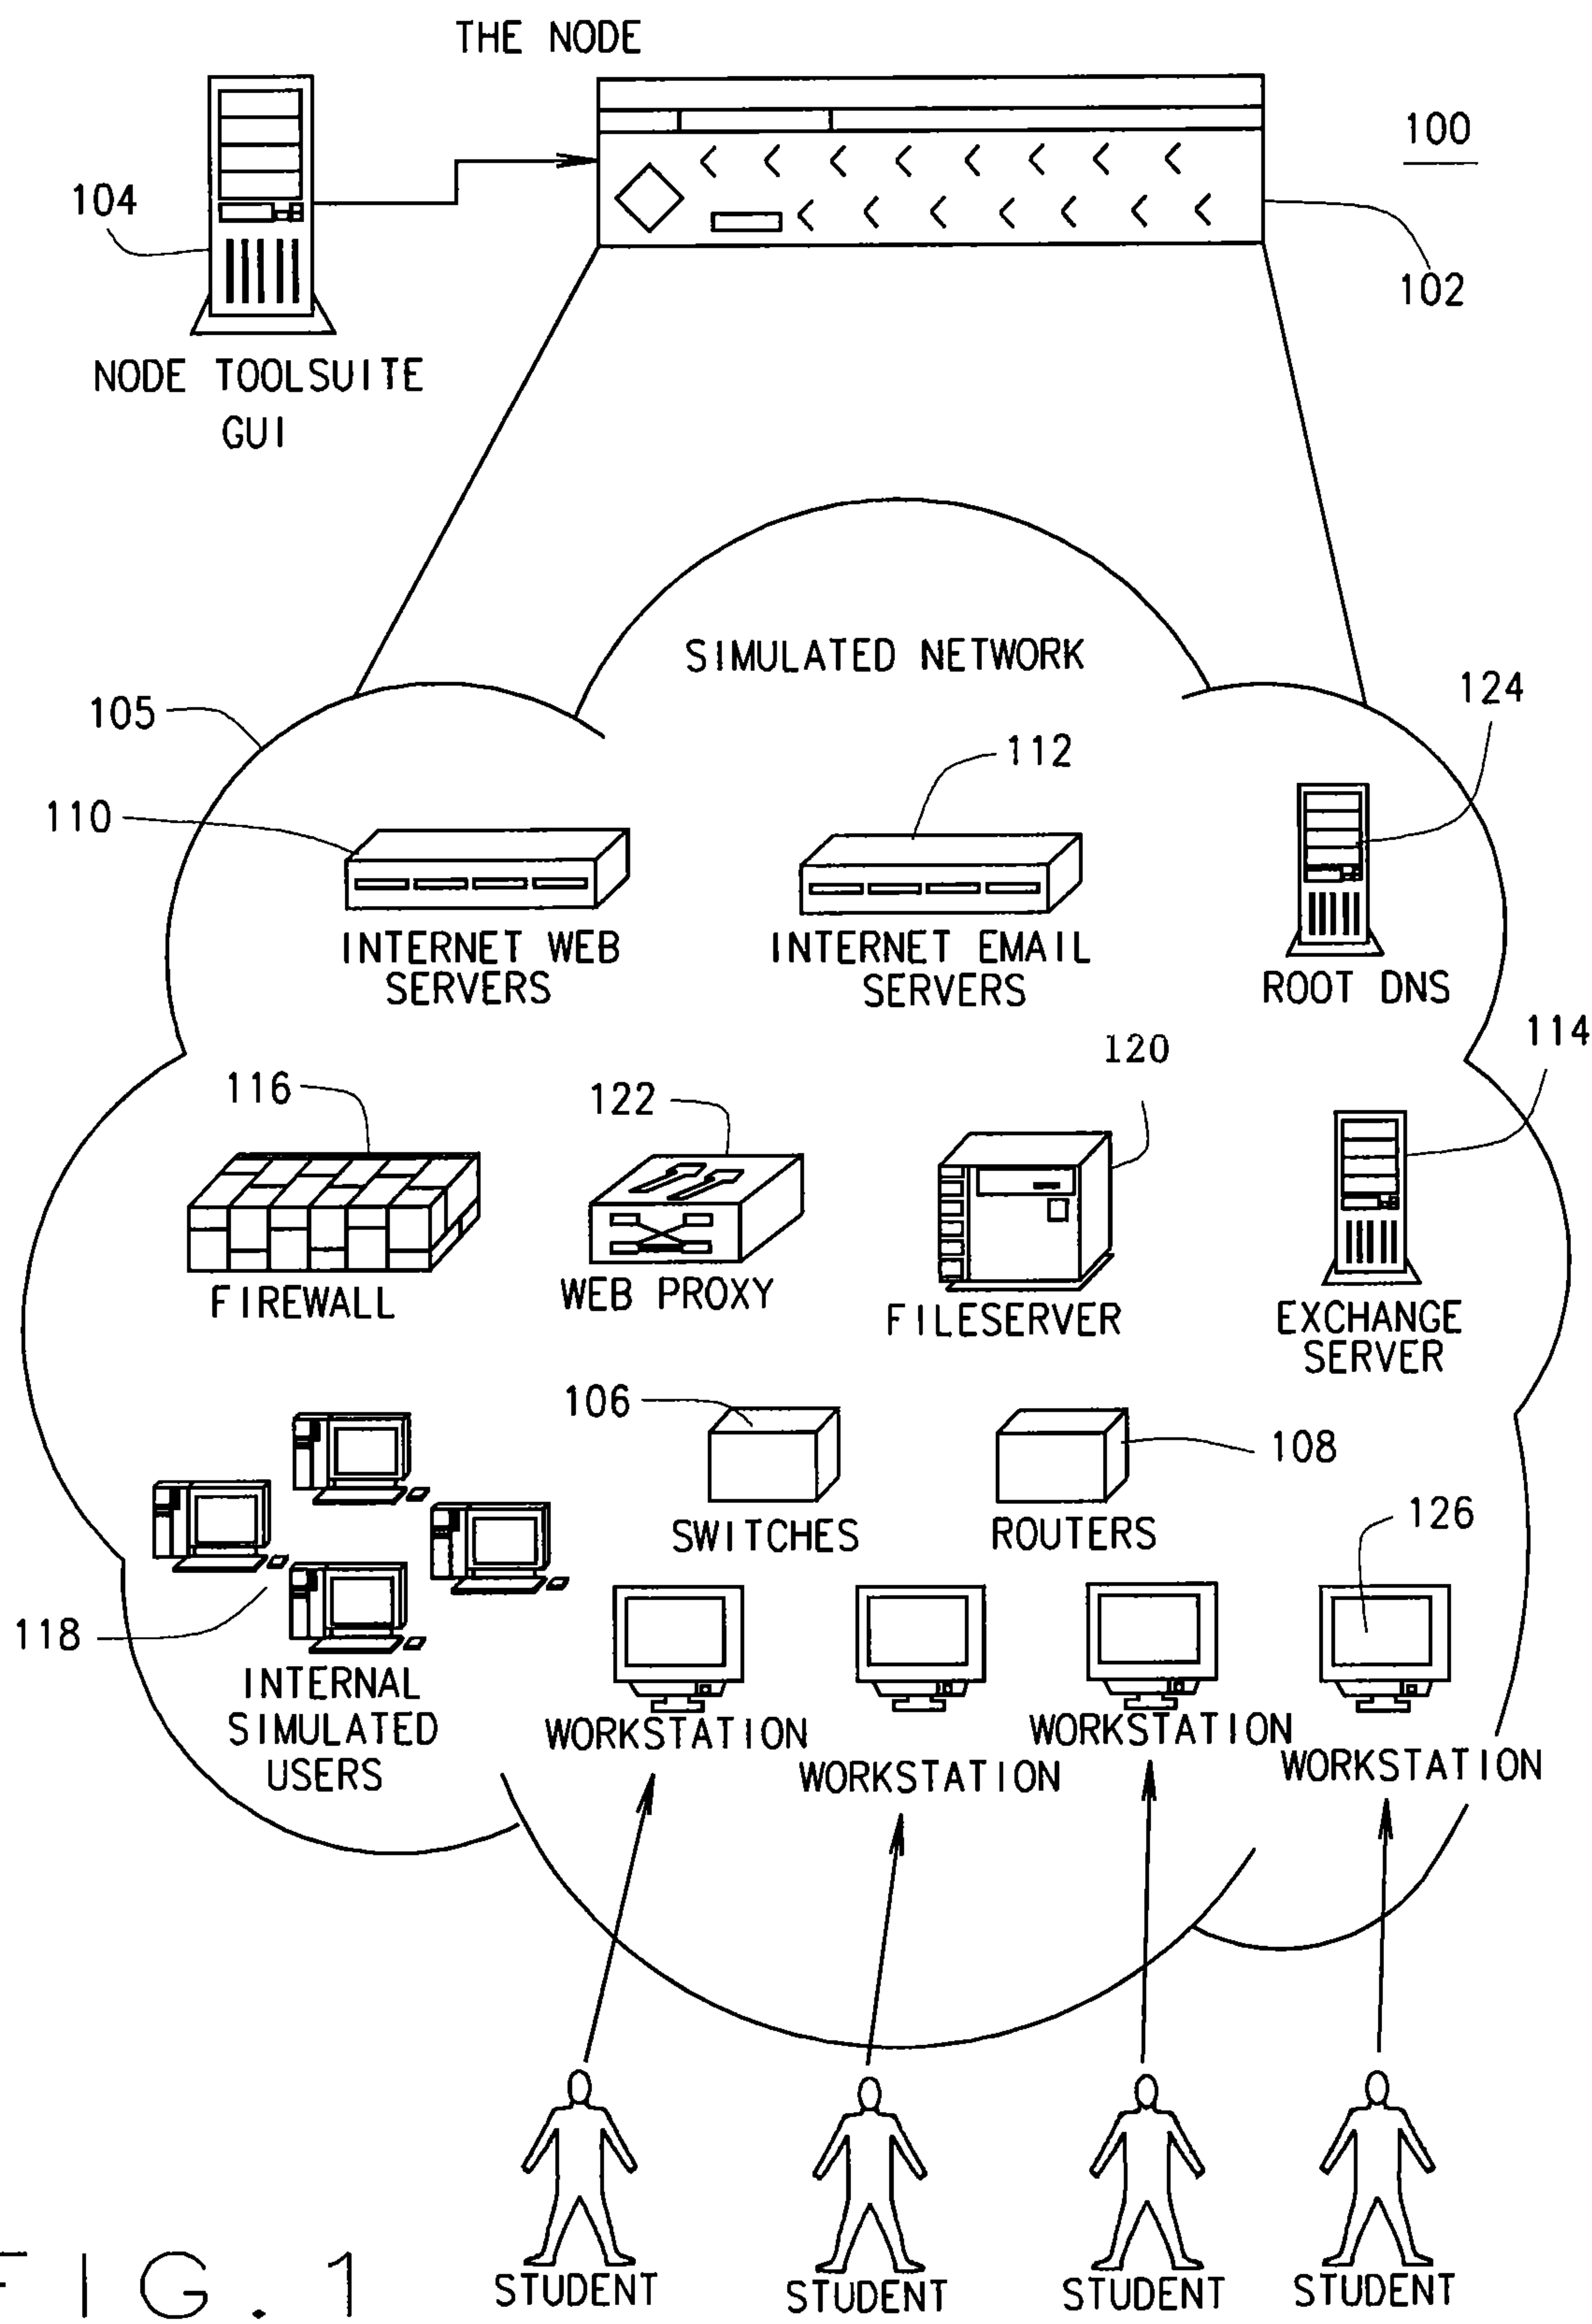 THE NODE
100
104
102
NODE TOOLSUITE
GUI
SIMULATED NETWORK
105
124
112
110
INTERNET WEB
SERVERS
INTERNET EMAIL
SERVERS
ROOT DNS
114
116
122
120
FIREWALL
WEB PROXY
FILESERVER
EXCHANGE
SERVER
106
108
SWITCHES
ROUTERS
126
118
INTERNAL
SIMULATED
USERS
WORKSTATION
WORKSTATION
WORKSTATION
WORKSTATION
STUDENT
STUDENT
STUDENT
STUDENT
FIG.1